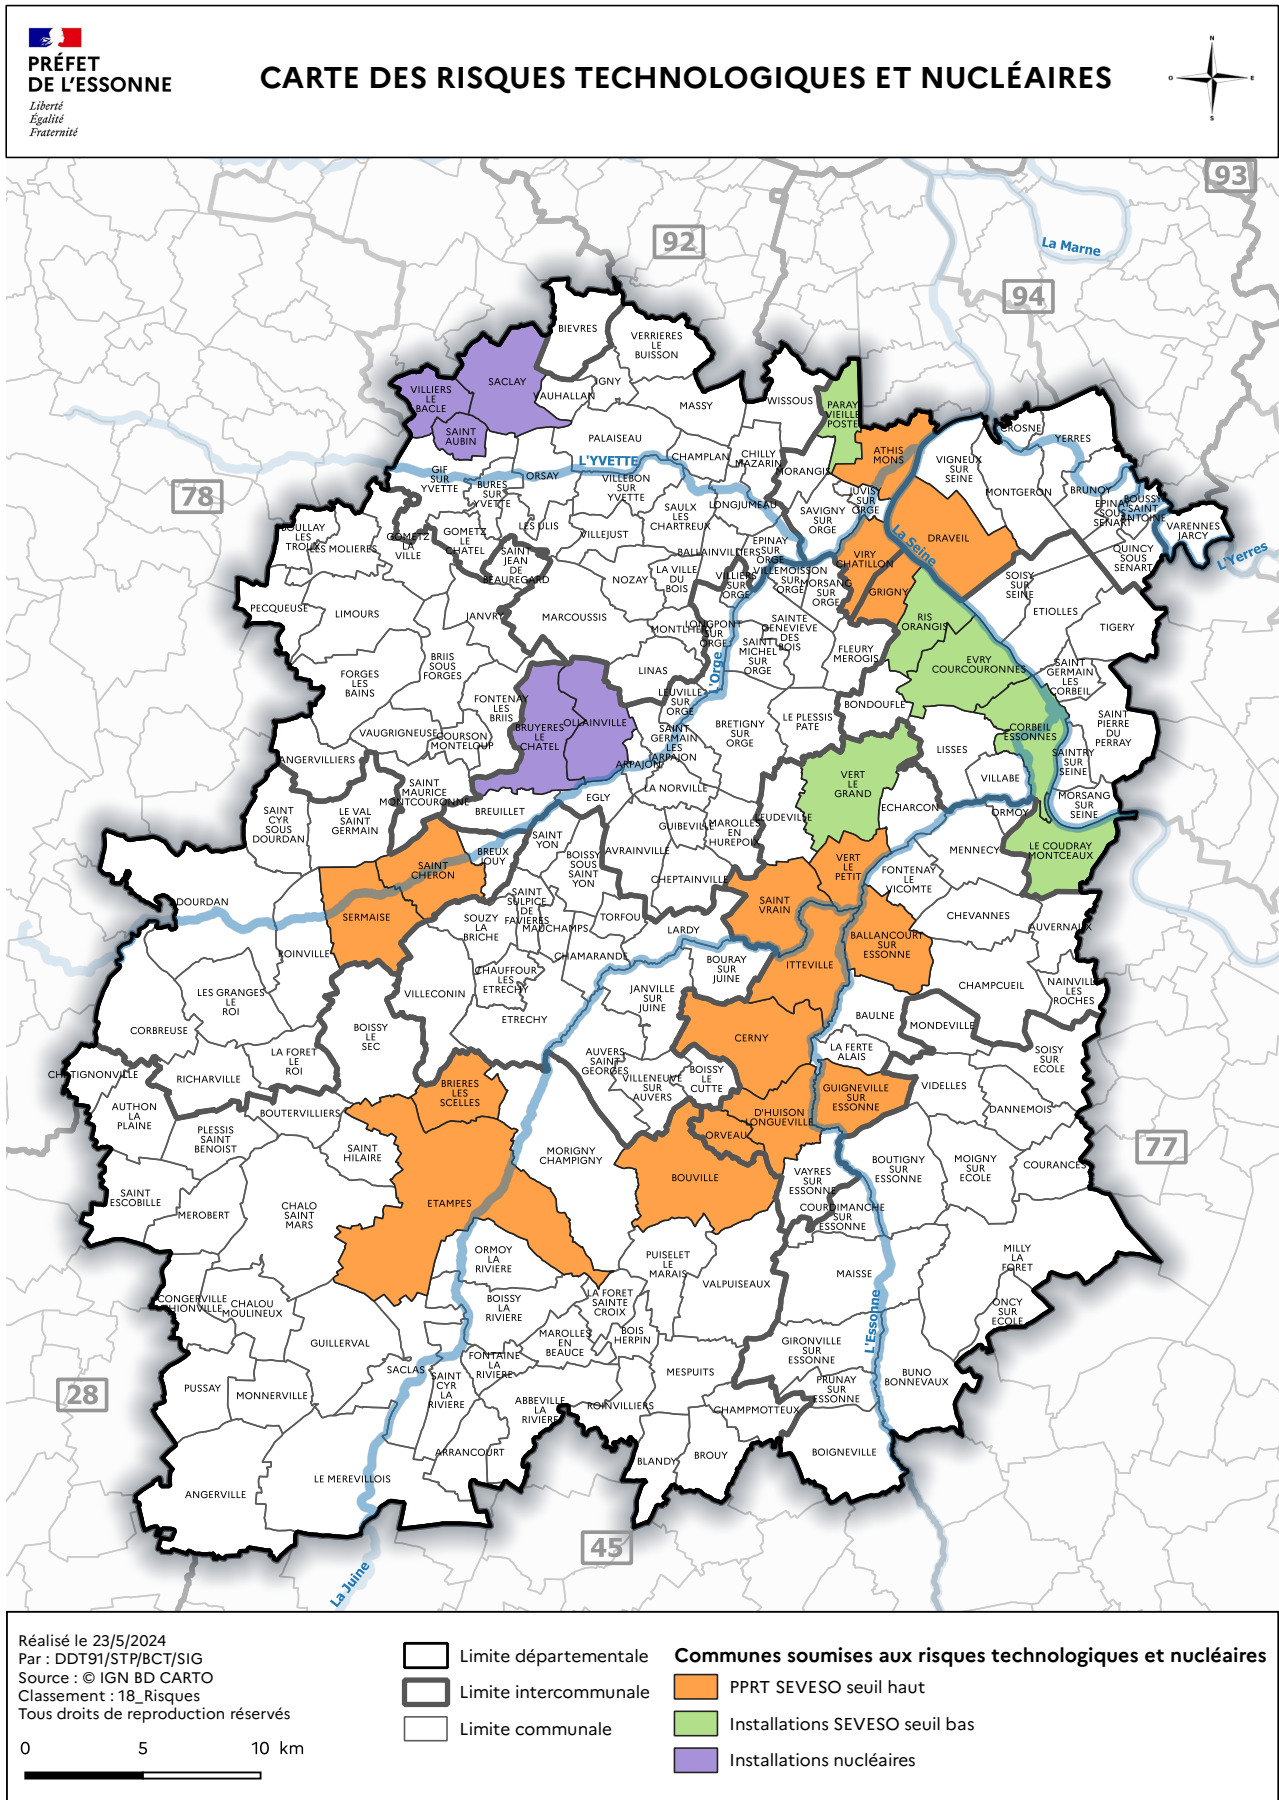 PRÉFET
DE L'ESSONNE
Liberté
Égalité
Fraternité
CARTE DES RISQUES TECHNOLOGIQUES ET NUCLÉAIRES
N
O
E
S
93
92
La Marne
94
BIEVRES
VERRIERES
LE
BUISSON
SACLAY
IGNY
VILLIERS
LE
BACLE
VAUHALLAN
MASSY
WISSOUS
PARAY
VIEILLE
POSTE
SAINT
AUBIN
PALAISEAU
CROSNE
YERRES
CHAMPLAN
CHILLY
MAZARIN
ATHIS
MONS
L'YVETTE
VIGNEUX
SUR
SEINE
MORANGIS
GIF
SUR
YVETTE
ORSAY
VILLEBON
SUR
YVETTE
BURES
SUR
YVETTE
MONTGERON
BRUNOY
78
JUVISY
SUR
ORGE
EPINAY
SOUS
SENART
BOUSSY
SAINT
ANTOINE
LONGJUMEAU
SAVIGNY
SUR
ORGE
SAULX
LES
CHARTREUX
VARENNES
JARCY
BOULLAY
LES
TROUX
LES MOLIERES
GOMETZ
LA
VILLE
GOMETZ
LE
CHATEL
LES ULIS
VILLEJUST
La Seine
DRAVEIL
EPINAY
SUR
ORGE
BALLAINVILLIERS
SAINT
JEAN
DE
BEAUREGARD
VIRY
CHATILLON
QUINCY
SOUS
SENART
L'Yerres
NOZAY
LA VILLE
DU
BOIS
VILLIERS
SUR
ORGE
VILLEMOISSON
SUR
ORGE
MORSANG
SUR
ORGE
GRIGNY
SOISY
SUR
SEINE
PECQUEUSE
LIMOURS
JANVRY
MARCOUSSIS
MONTLHERY
LONGPONT
SUR
ORGE
SAINTE
GENEVIEVE
DES
BOIS
RIS
ORANGIS
ETIOLLES
TIGERY
BRIIS
SOUS
FORGES
LINAS
SAINT
MICHEL
SUR
ORGE
FLEURY
MEROGIS
EVRY
COURCOURONNES
FORGES
LES
BAINS
L'Orge
SAINT
GERMAIN
LES
CORBEIL
FONTENAY
LES
BRIIS
LEUVILLE
SUR
ORGE
BONDOUFLE
BRUYERES
LE
CHATEL
OLLAINVILLE
BRETIGNY
SUR
ORGE
LE PLESSIS
PATE
CORBEIL
ESSONNES
SAINT
PIERRE
DU
PERRAY
VAUGRIGNEUSE
COURSON
MONTELOUP
SAINT
GERMAIN
LES
ARPAJON
LISSES
ANGERVILLIERS
ARPAJON
SAINTRY
SUR
SEINE
VERT
LE
GRAND
VILLABE
SAINT
MAURICE
MONTCOURONNE
LA NORVILLE
EGLY
MORSANG
SUR
SEINE
SAINT
CYR
SOUS
DOURDAN
LE VAL
SAINT
GERMAIN
BREUILLET
ECHARCON
ORMOY
GUIBEVILLE
MAROLLES
EN
HUREPOIX
LEUDEVILLE
SAINT
YON
BREUX
JOUY
BOISSY
SOUS
SAINT
YON
AVRAINVILLE
MENNECY
LE COUDRAY
MONTCEAUX
SAINT
CHERON
CHEPTAINVILLE
VERT
LE
PETIT
FONTENAY
LE
VICOMTE
DOURDAN
SERMAISE
SAINT
SULPICE
DE
FAVIERES
SOUZY
LA
BRICHE
MAUCHAMPS
TORFOU
LARDY
SAINT
VRAIN
CHEVANNES
AUVERNAUX
ROINVILLE
CHAMARANDE
BALLANCOURT
SUR
ESSONNE
BOURAY
SUR
JUINE
ITTEVILLE
CHAUFFOUR
LES
ETRECHY
LES GRANGES
LE
ROI
VILLECONIN
JANVILLE
SUR
JUINE
CHAMPCUEIL
NAINVILLE
LES
ROCHES
CORBREUSE
BOISSY
LE
SEC
ETRECHY
BAULNE
MONDEVILLE
CERNY
LA FERTE
ALAIS
LA FORET
LE
ROI
AUVERS
SAINT
GEORGES
SOISY
SUR
ECOLE
CHATIGNONVILLE
RICHARVILLE
BOISSY
LE
CUTTE
VILLENEUVE
SUR
AUVERS
BRIERES
LES
SCELLES
GUIGNEVILLE
SUR
ESSONNE
VIDELLES
AUTHON
LA
PLAINE
BOUTERVILLIERS
DANNEMOIS
D'HUISON
LONGUEVILLE
PLESSIS
SAINT
BENOIST
ORVEAU
77
SAINT
HILAIRE
MORIGNY
CHAMPIGNY
BOUVILLE
VAYRES
SUR
ESSONNE
BOUTIGNY
SUR
ESSONNE
MOIGNY
SUR
ECOLE
COURANCES
SAINT
ESCOBILLE
MEROBERT
CHALO
SAINT
MARS
ETAMPES
COURDIMANCHE
SUR
ESSONNE
ORMOY
LA
RIVIERE
PUISELET
LE
MARAIS
MILLY
LA
FORET
VALPUISEAUX
MAISSE
CONGERVILLE
THIONVILLE
CHALOU
MOULINEUX
BOISSY
LA
RIVIERE
LA FORET
SAINTE
CROIX
ONCY
SUR
ECOLE
L'Essonne
GUILLERVAL
MAROLLES
EN
BEAUCE
BOIS
HERPIN
GIRONVILLE
SUR
ESSONNE
FONTAINE
LA
RIVIERE
SACLAS
MESPUITS
BUNO
BONNEVAUX
28
PUSSAY
MONNERVILLE
SAINT
CYR
LA
RIVIERE
PRUNAY
SUR
ESSONNE
ABBEVILLE
LA
RIVIERE
ROINVILLIERS
CHAMPMOTTEUX
ARRANCOURT
BLANDY
BROUY
BOIGNEVILLE
LE MEREVILLOIS
ANGERVILLE
45
La Juine
Réalisé le 23/5/2024
Par : DDT91/STP/BCT/SIG
Source : © IGN BD CARTO
Classement : 18_Risques
Tous droits de reproduction réservés
0 5 10 km
Limite départementale
Limite intercommunale
Limite communale
Communes soumises aux risques technologiques et nucléaires
PPRT SEVESO seuil haut
Installations SEVESO seuil bas
Installations nucléaires